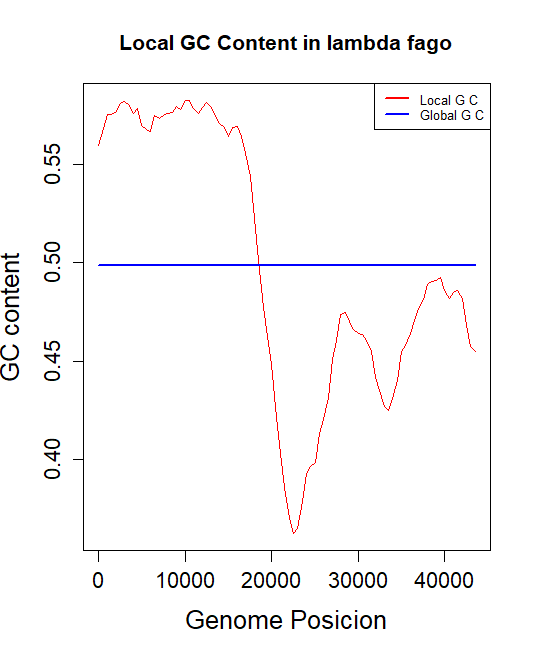 Local GC Content in lambda fago
Local G C
Global G C
GC content
0.55
0.50
0.45
0.40
0 10000 20000 30000 40000
Genome Posicion